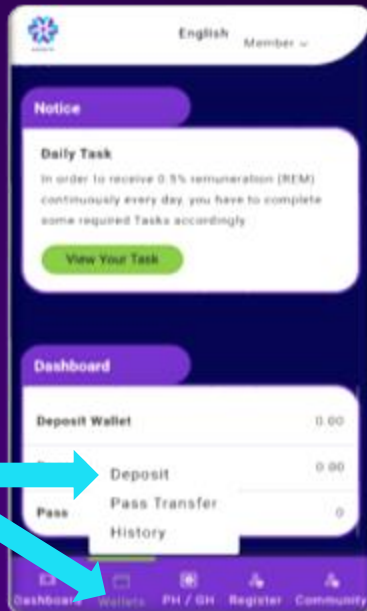 English
Member
Notice
Daily Task
In order to receive 0.5% remuneration (REM)
continuously every day, you have to complete
some required Tasks accordingly
View Your Task
Dashboard
Deposit Wallet 0.00
0.00
Deposit
Pass Transfer
Pass 0
History
Dashboard Wallets PH / GH Register Community